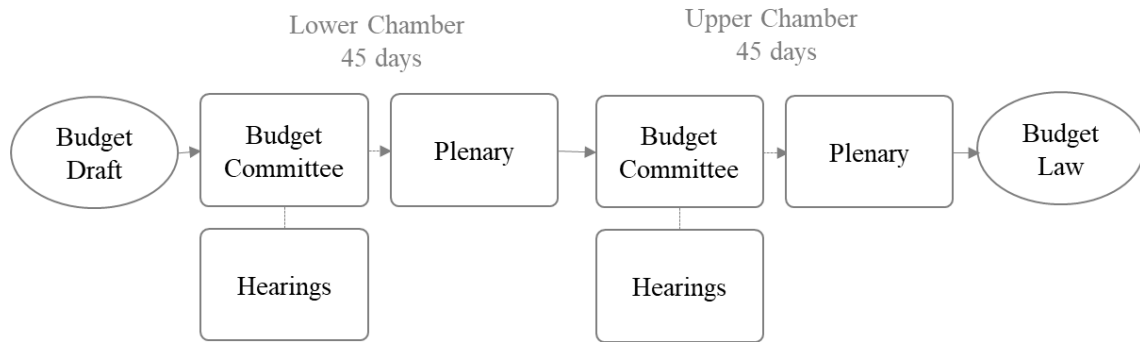 Lower Chamber
45 days
Upper Chamber
45 days
Budget
Draft
Budget
Committee
Plenary
Budget
Committee
Plenary
Budget
Law
Hearings
Hearings